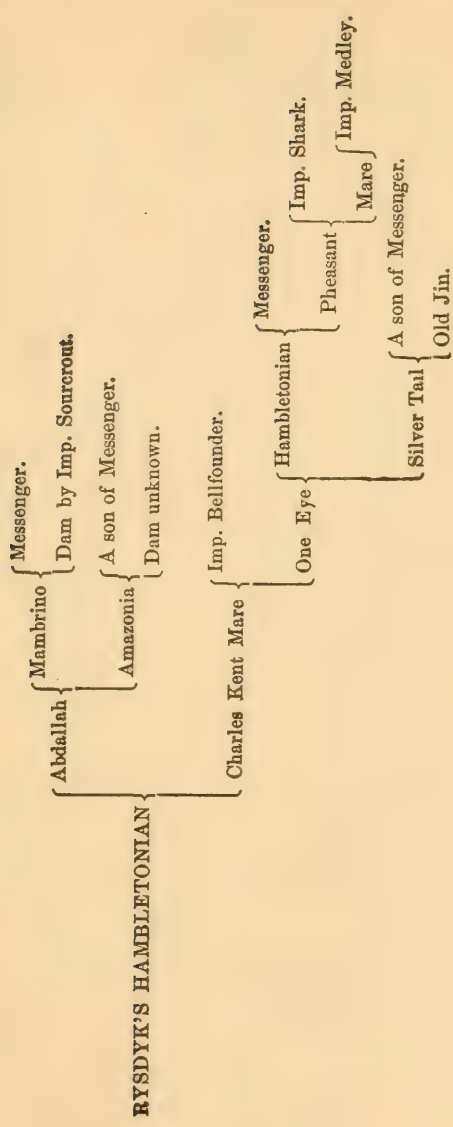 Messenger.
Mambrino
Dam by Imp. Sourcrout.
Abdallah
A son of Messenger.
Amazonia
Dam unknown.
RYSDYK'S HAMBLETONIAN
Imp. Bellfounder.
Charles Kent Mare
Messenger.
Hambletonian
Imp. Shark.
Pheasant
Mare
Imp. Medley.
One Eye
A son of Messenger.
Silver Tail
Old Jin.